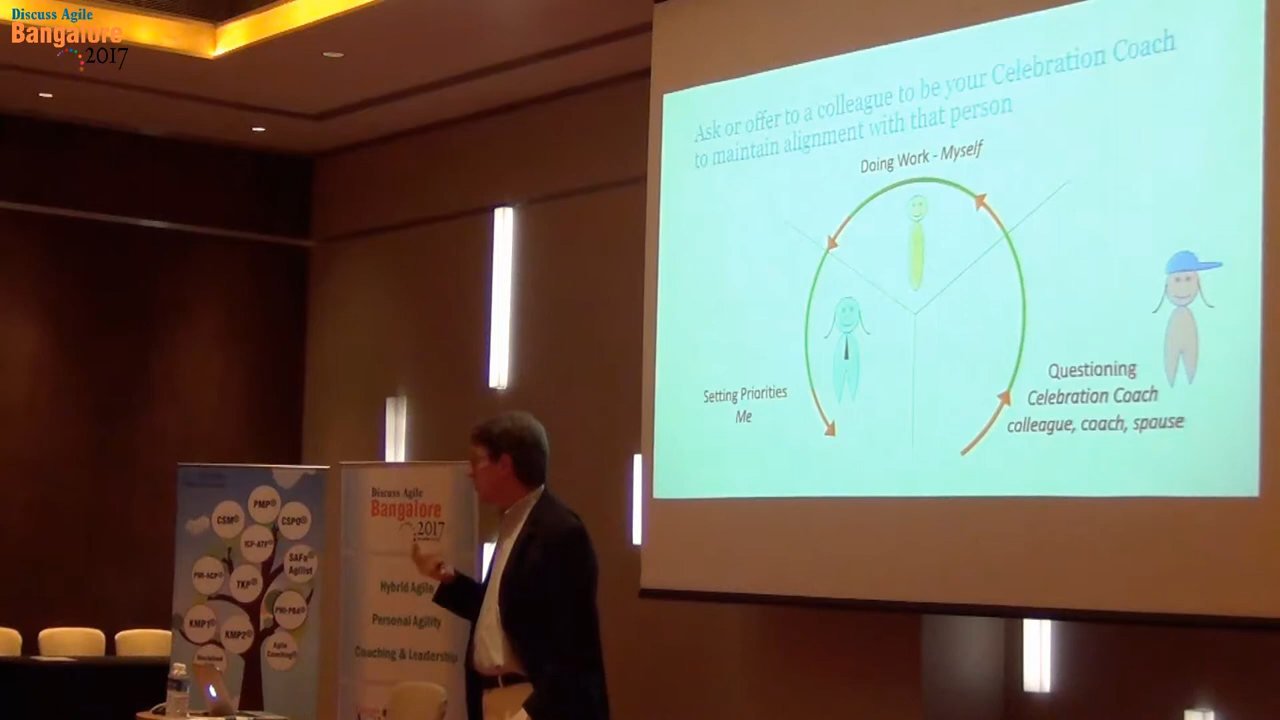 Discuss Agile
Bangalore
2017
Ask or offer to a colleague to be your Celebration Coach
to maintain alignment with that person
Doing Work - Myself
Setting Priorities
Me
Questioning
Celebration Coach
colleague, coach, spouse
PMP®
CSM®
CSPO®
ICP-ATF®
SAFe®
Agilist
PMI-ACP®
TKP®
PMI-PBA®
KMP1®
KMP2®
Agile
Coaching®
Discuss Agile
Bangalore
2017
Hybrid Agile
Personal Agility
Coaching & Leadership